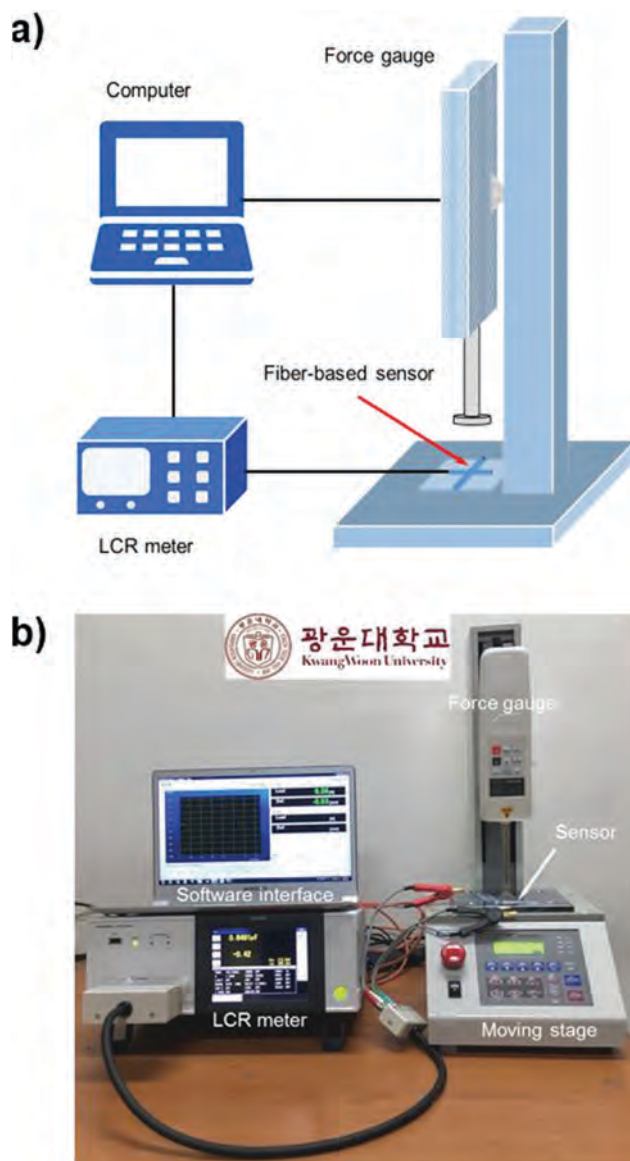 a)
Force gauge
Computer
Fiber-based sensor
LCR meter
b)
광운대학교
KwangWoon University
Force gauge
Sensor
Software interface
LCR meter
Moving stage